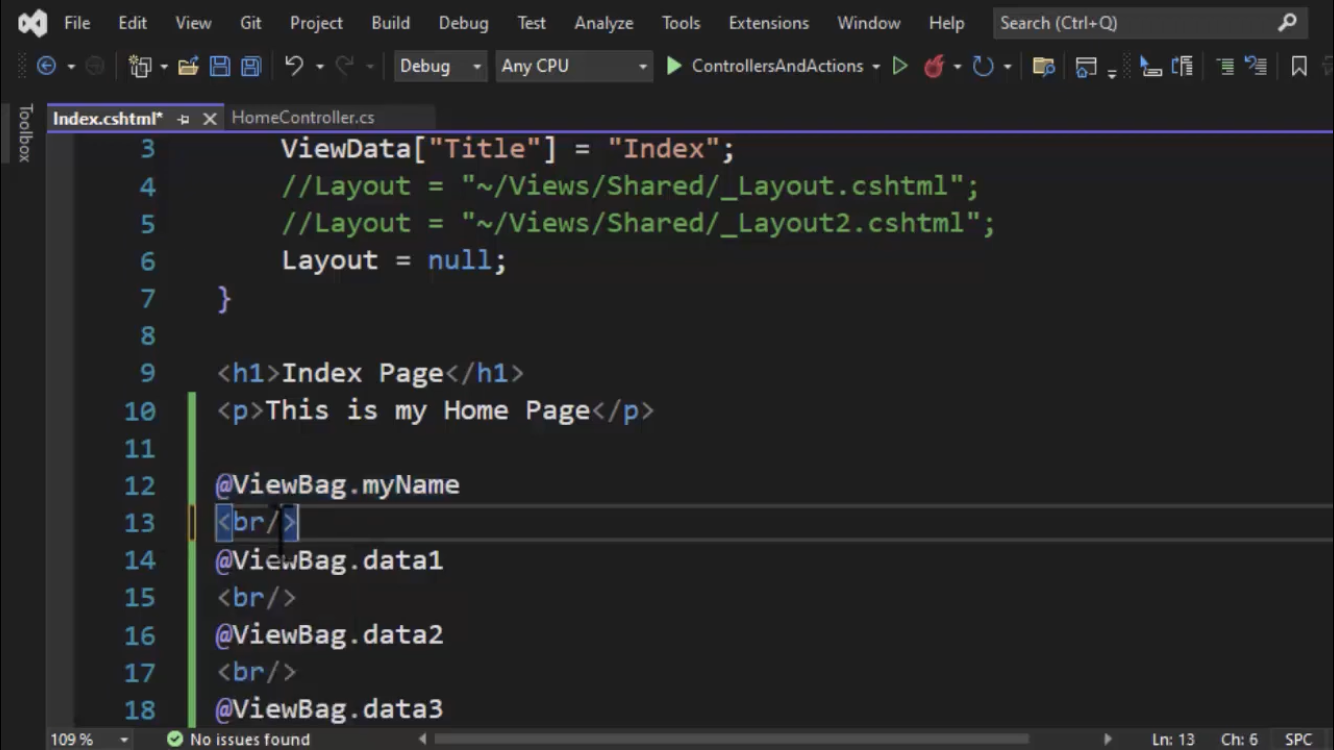 File Edit View Git Project Build Debug Test Analyze Tools Extensions Window Help Search (Ctrl+Q)
Debug Any CPU ControllersAndActions
Toolbox
Index.cshtml* HomeController.cs
3 ViewData["Title"] = "Index";
4 //Layout = "~/Views/Shared/_Layout.cshtml";
5 //Layout = "~/Views/Shared/_Layout2.cshtml";
6 Layout = null;
7 }
8
9 <h1>Index Page</h1>
10 <p>This is my Home Page</p>
11
12 @ViewBag.myName
13 <br/>
14 @ViewBag.data1
15 <br/>
16 @ViewBag.data2
17 <br/>
18 @ViewBag.data3
109 % No issues found Ln: 13 Ch: 6 SPC